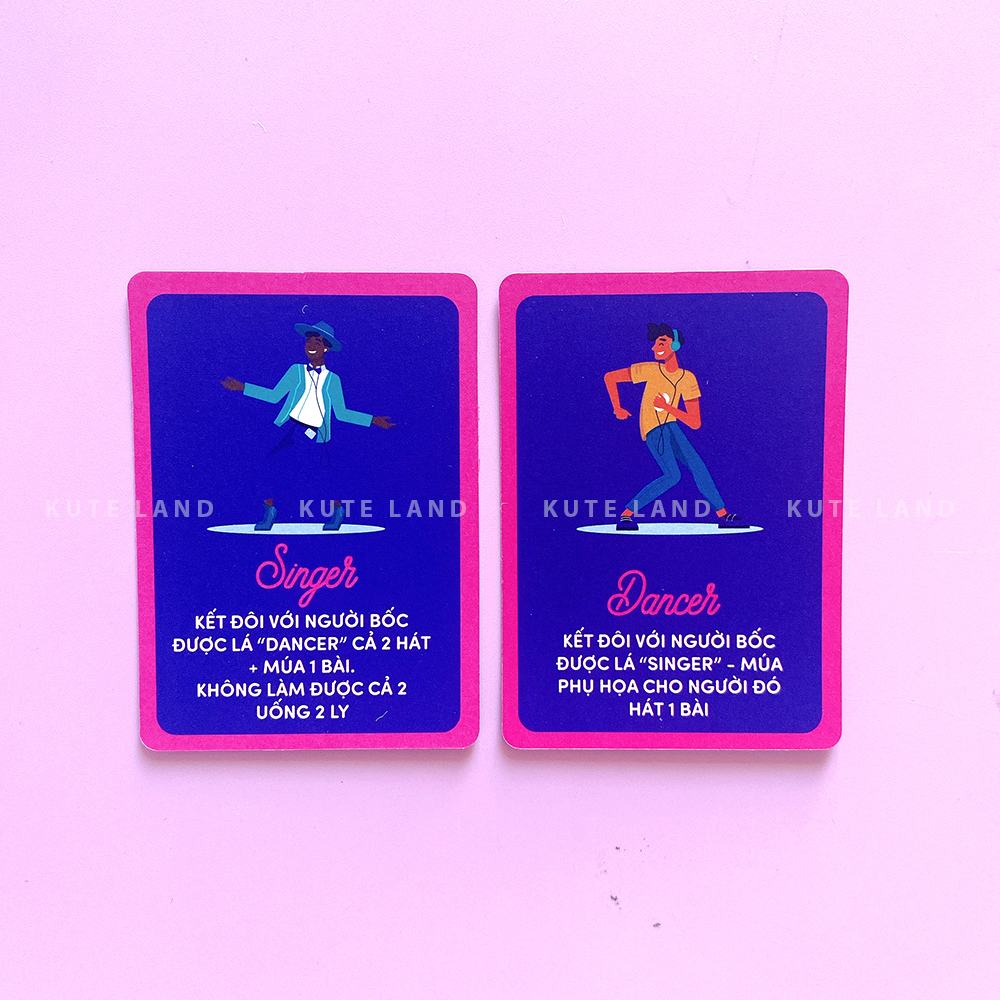 KUTE LAND KUTE LAND KUTE LAND KUTE LAND
Singer
KẾT ĐÔI VỚI NGƯỜI BỐC
ĐƯỢC LÁ “DANCER” CẢ 2 HÁT
+ MÚA 1 BÀI.
KHÔNG LÀM ĐƯỢC CẢ 2
UỐNG 2 LY
Dancer
KẾT ĐÔI VỚI NGƯỜI BỐC
ĐƯỢC LÁ “SINGER” - MÚA
PHỤ HỌA CHO NGƯỜI ĐÓ
HÁT 1 BÀI